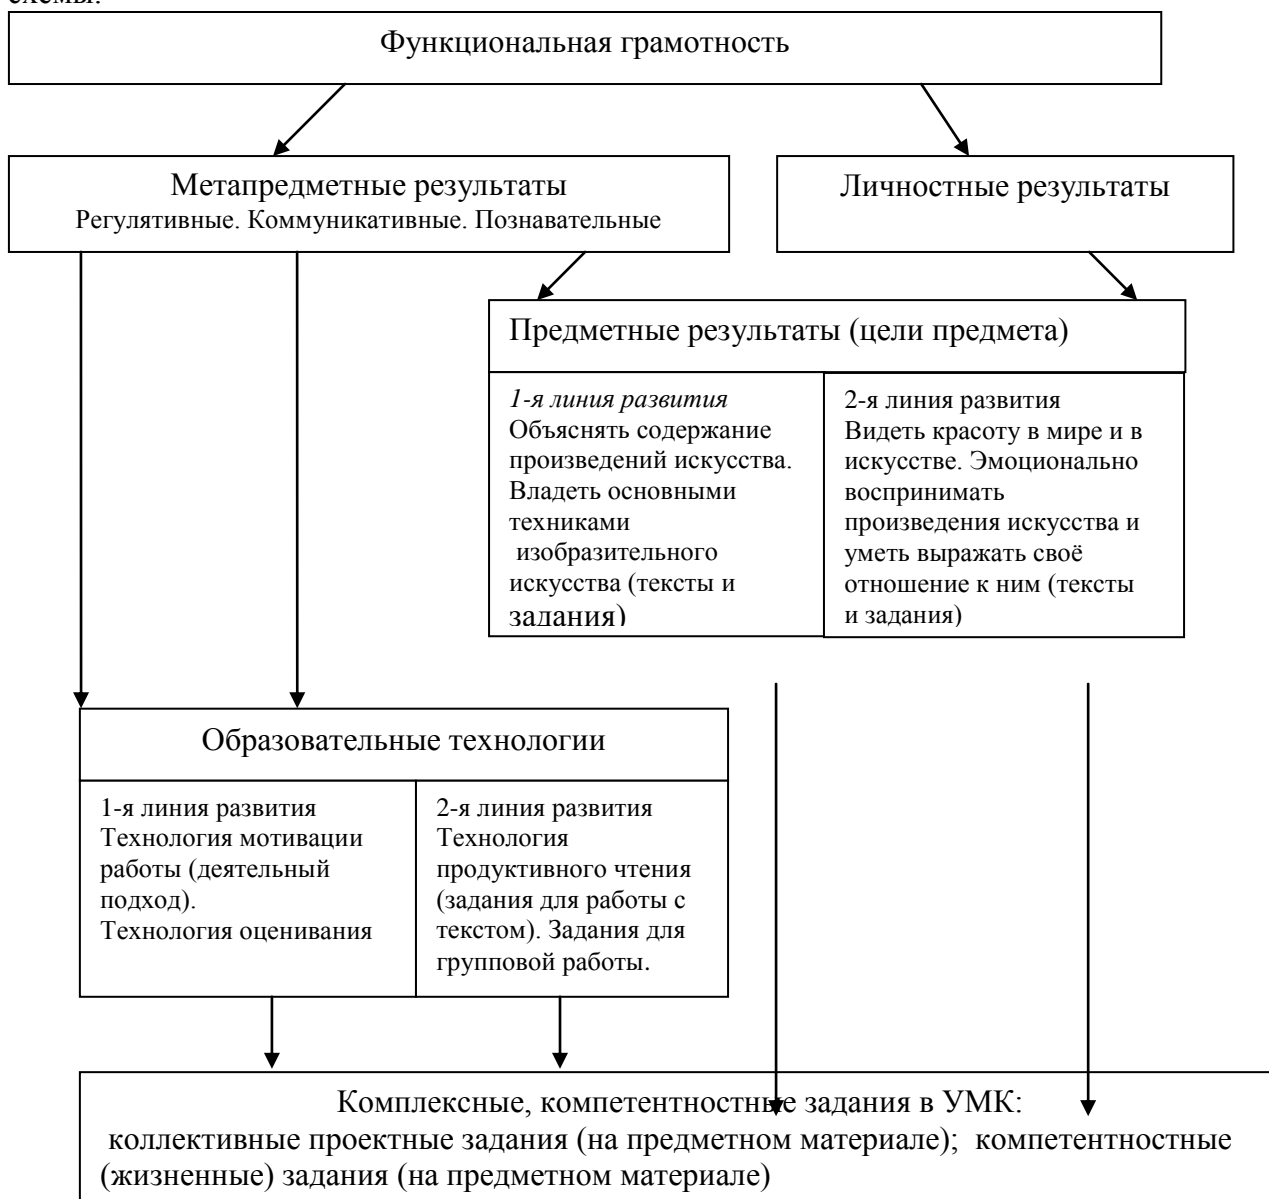 схемы:
Функциональная грамотность
Метапредметные результаты
Регулятивные. Коммуникативные. Познавательные
Личностные результаты
Предметные результаты (цели предмета)
1-я линия развития
Объяснять содержание
произведений искусства.
Владеть основными
техниками
изобразительного
искусства (тексты и
задания)
2-я линия развития
Видеть красоту в мире и в
искусстве. Эмоционально
воспринимать
произведения искусства и
уметь выражать своё
отношение к ним (тексты
и задания)
Образовательные технологии
1-я линия развития
Технология мотивации
работы (деятельный
подход).
Технология оценивания
2-я линия развития
Технология
продуктивного чтения
(задания для работы с
текстом). Задания для
групповой работы.
Комплексные, компетентностные задания в УМК:
коллективные проектные задания (на предметном материале); компетентностные
(жизненные) задания (на предметном материале)